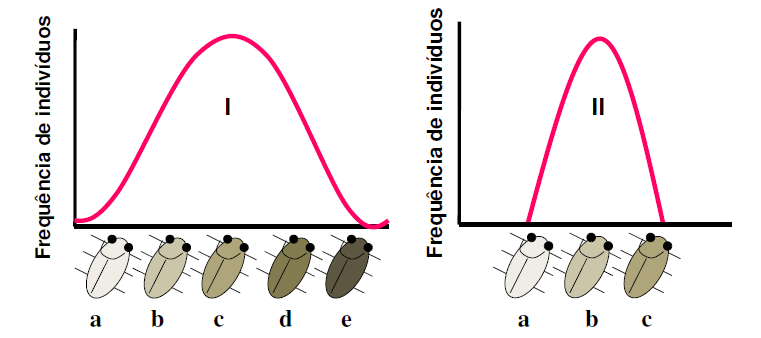 Frequência de indivíduos
I
a b c d e
Frequência de indivíduos
II
a b c